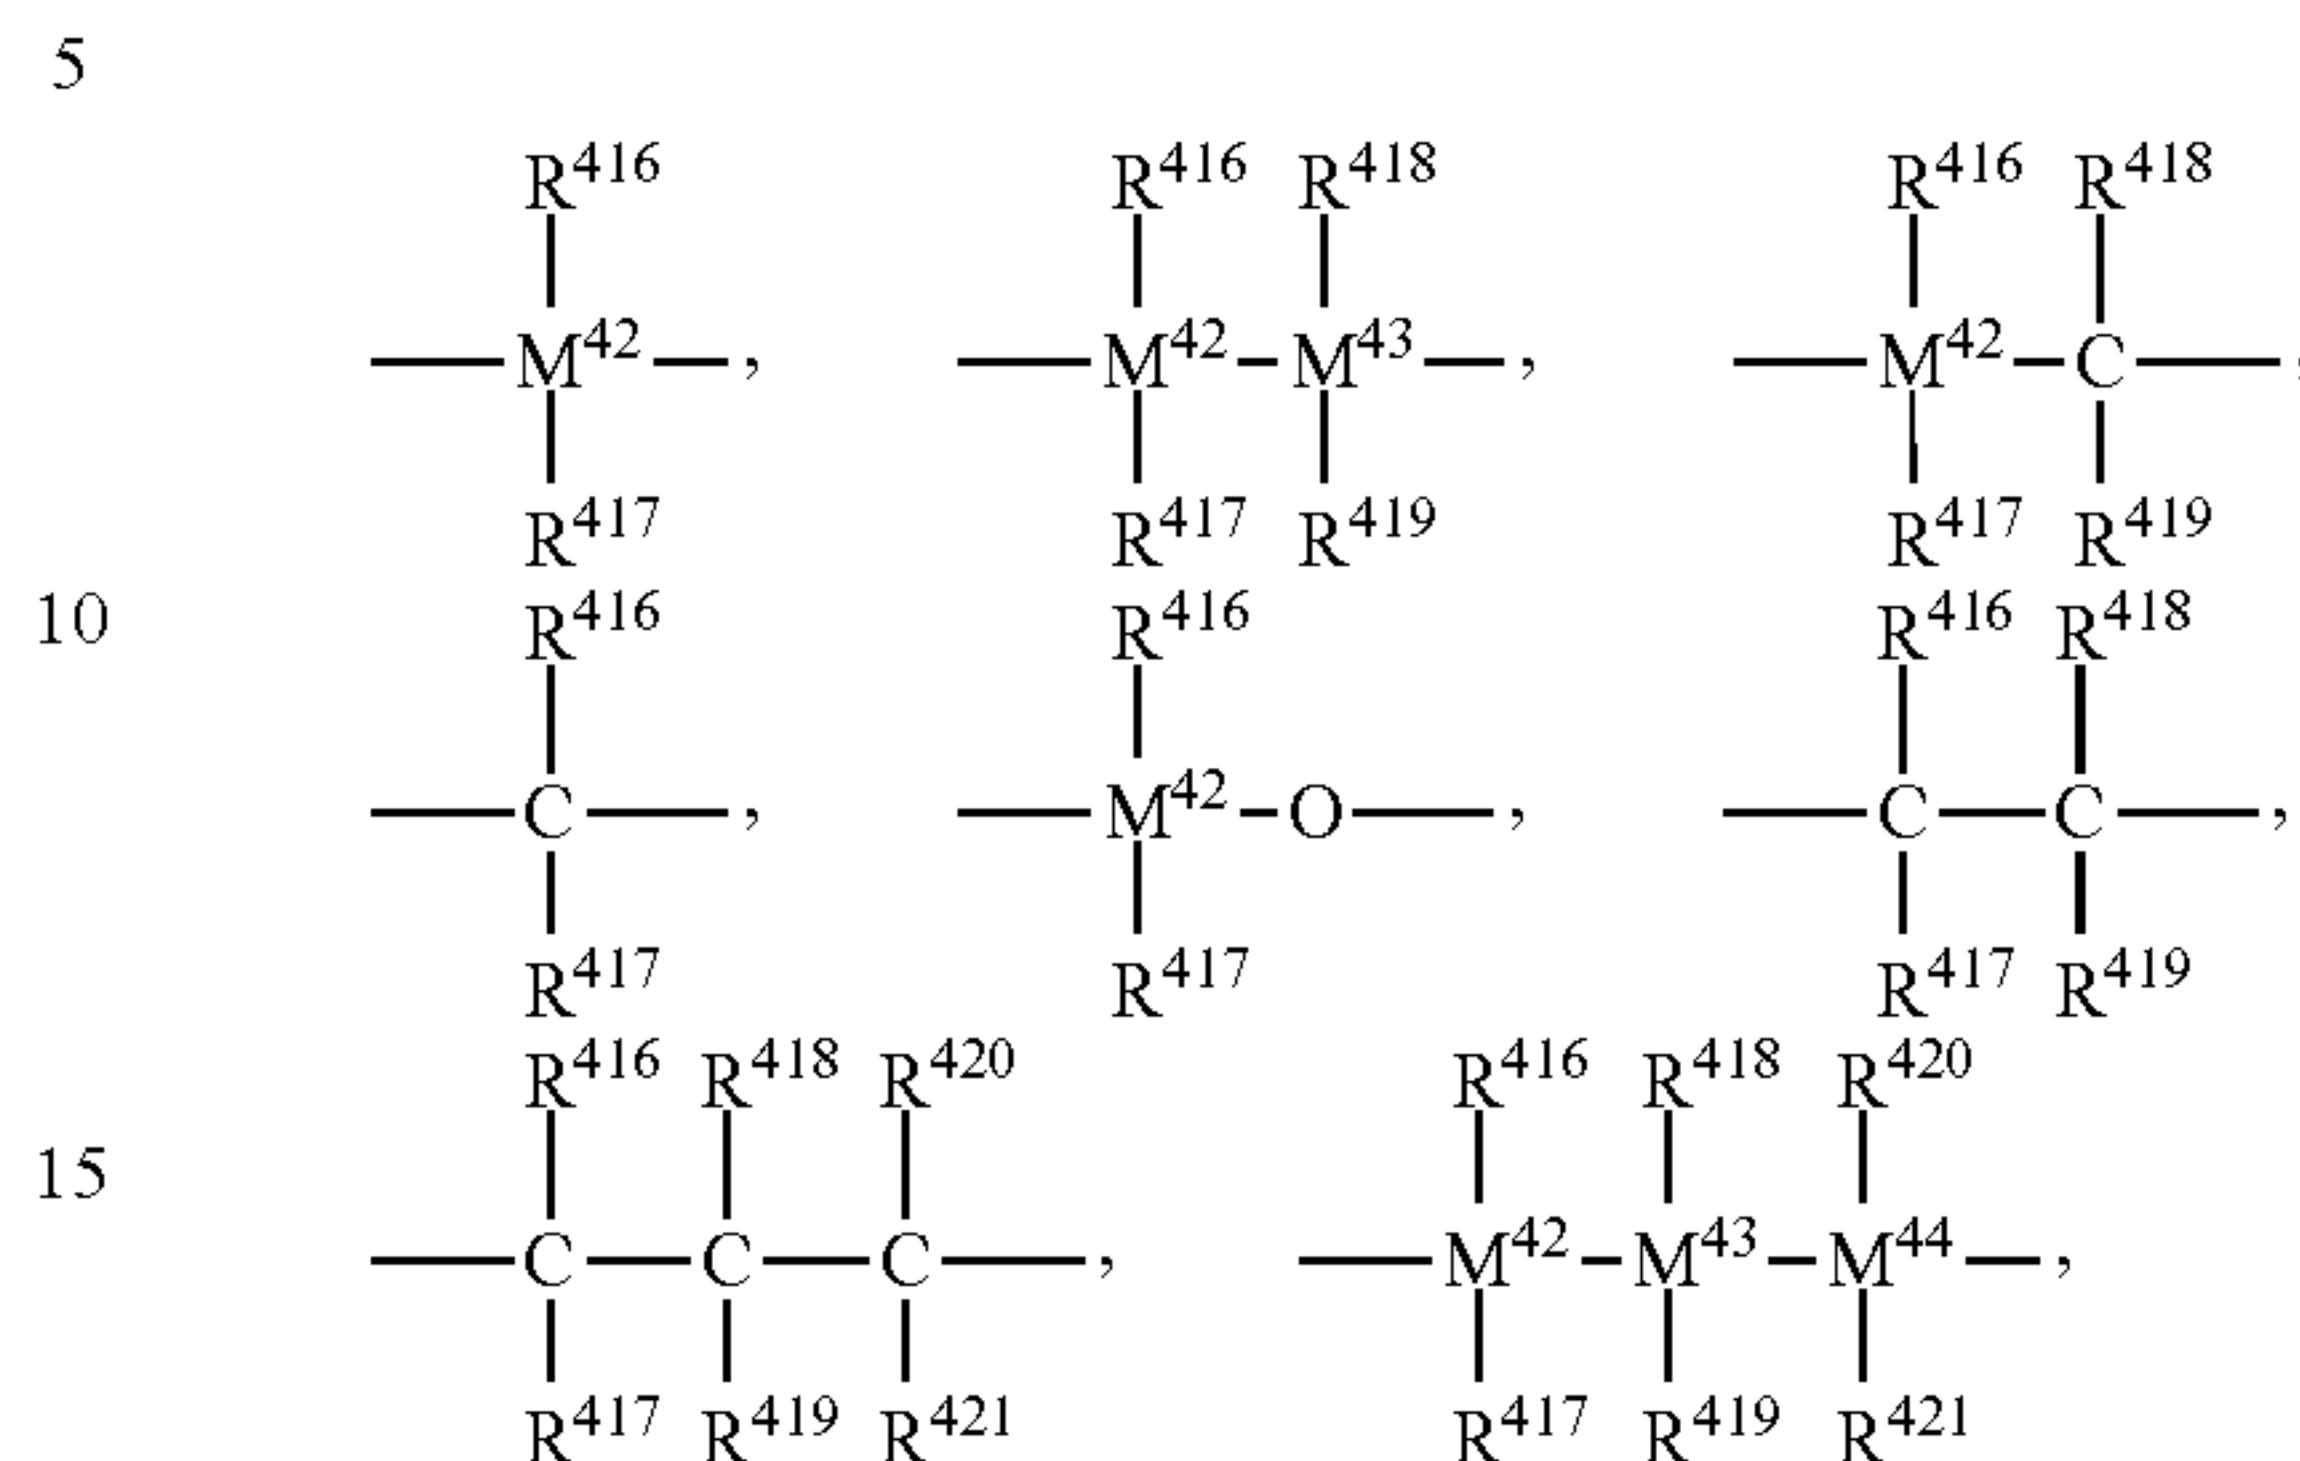 5
R416 R416 R418 R416 R418
M42 , M42 M43 , M42 C ,
R417 R417 R419 R417 R419
10
R416 R416 R416 R418
C , M42 O , C C ,
R417 R417 R417 R419
R416 R418 R420 R416 R418 R420
15
C C C , M42 M43 M44 ,
R417 R419 R421 R417 R419 R421